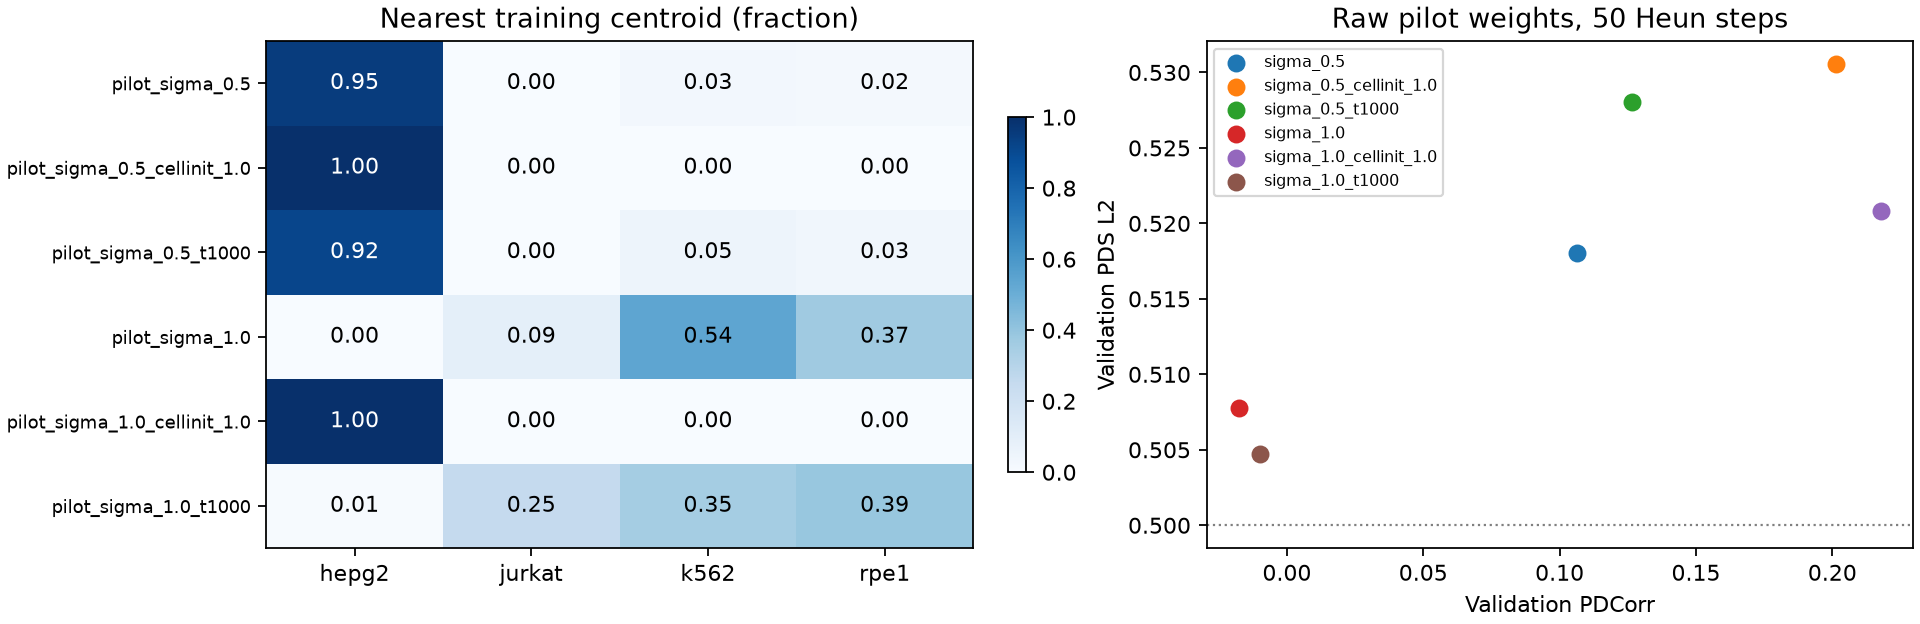 Nearest training centroid (fraction)
pilot_sigma_0.5
0.95 0.00 0.03 0.02
pilot_sigma_0.5_cellinit_1.0
1.00 0.00 0.00 0.00
pilot_sigma_0.5_t1000
0.92 0.00 0.05 0.03
pilot_sigma_1.0
0.00 0.09 0.54 0.37
pilot_sigma_1.0_cellinit_1.0
1.00 0.00 0.00 0.00
pilot_sigma_1.0_t1000
0.01 0.25 0.35 0.39
hepg2 jurkat k562 rpe1
1.0
0.8
0.6
0.4
0.2
0.0
Raw pilot weights, 50 Heun steps
sigma_0.5
sigma_0.5_cellinit_1.0
sigma_0.5_t1000
sigma_1.0
sigma_1.0_cellinit_1.0
sigma_1.0_t1000
Validation PDS L2
0.530
0.525
0.520
0.515
0.510
0.505
0.500
0.00 0.05 0.10 0.15 0.20
Validation PDCorr